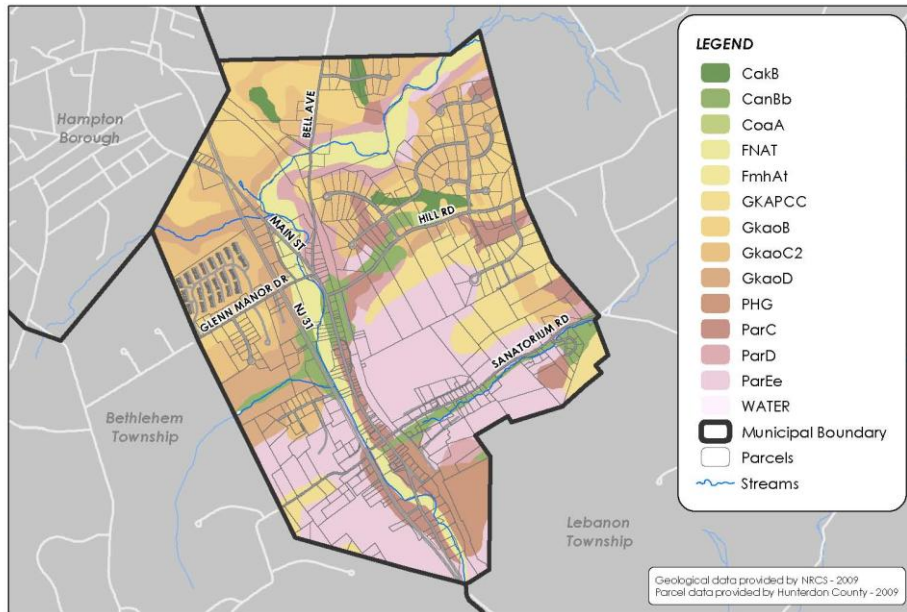 LEGEND
CakB
CanBb
CoaA
FNAT
FmhAt
GKAPCC
GkaoB
GkaoC2
GkaoD
PHG
ParC
ParD
ParEe
WATER
Municipal Boundary
Parcels
Streams
Hampton
Borough
BELL AVE
HILL RD
MAIN ST
GLENN MANOR DR
NJ 31
SANATORIUM RD
Bethlehem
Township
Lebanon
Township
Geological data provided by NRCS - 2009
Parcel data provided by Hunterdon County - 2009